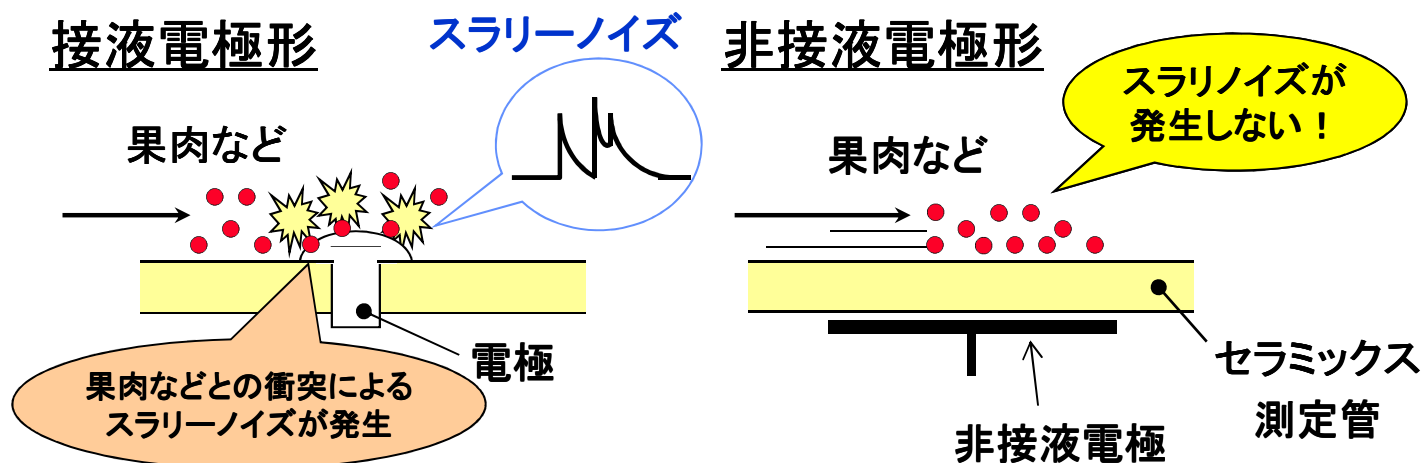 接液電極形
スラリーノイズ
果肉など
電極
果肉などとの衝突による
スラリーノイズが発生
非接液電極形
スラリノイズが
発生しない！
果肉など
セラミックス
測定管
非接液電極